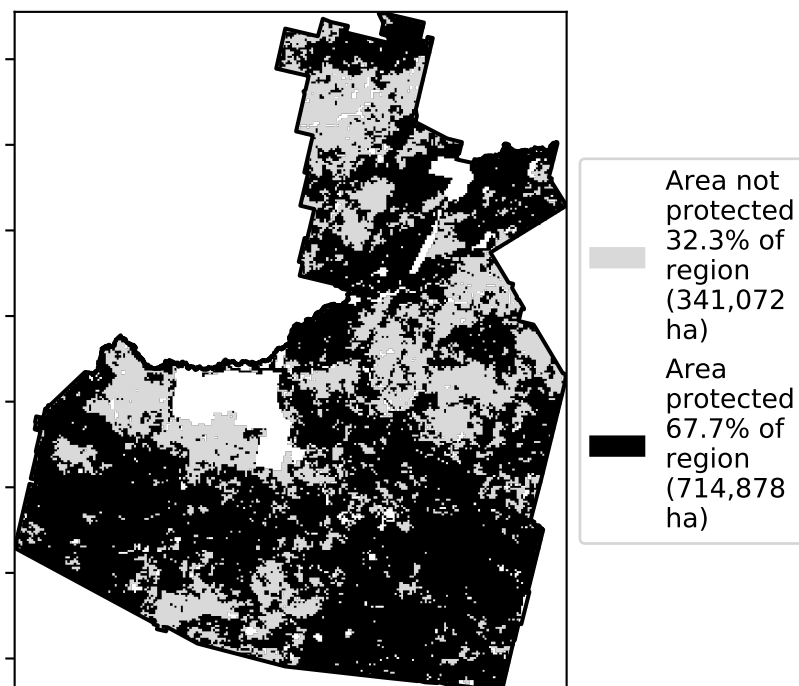 Area not
protected
32.3% of
region
(341,072
ha)
Area
protected
67.7% of
region
(714,878
ha)